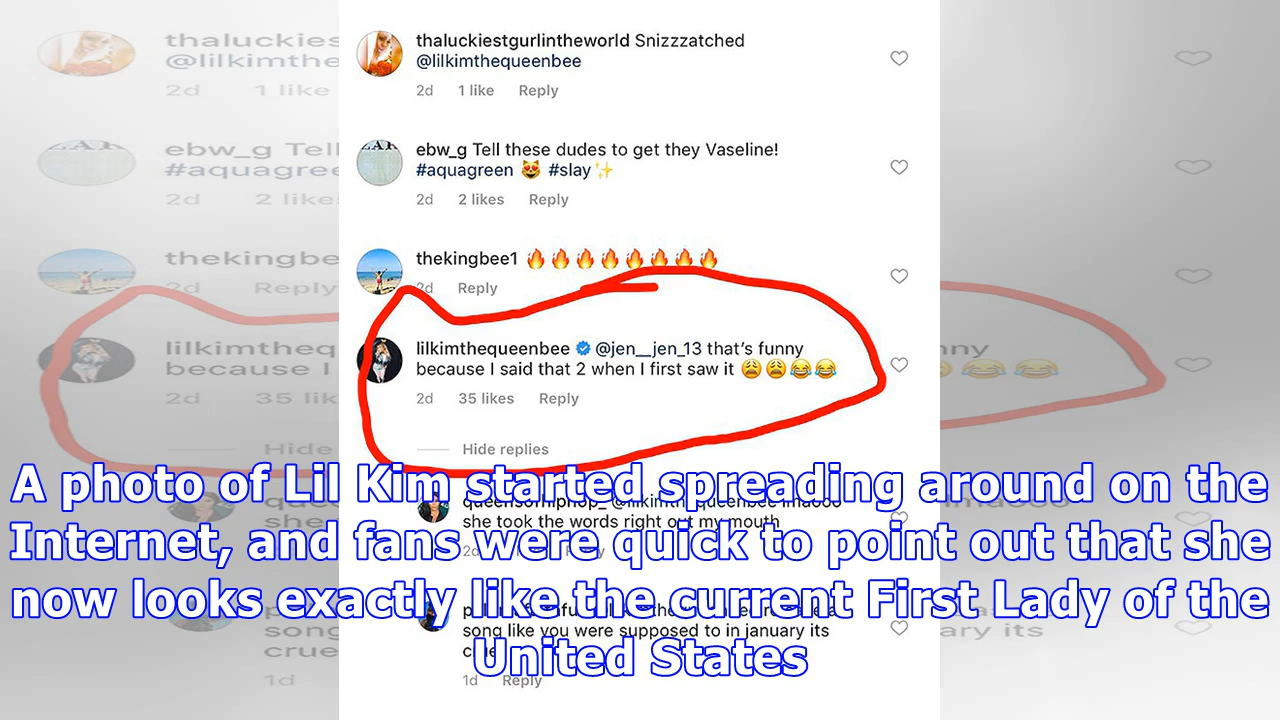 thaluckiestgurlintheworld Snizzzatched
@lilkimthequeenbee
2d 1 like Reply
ebw_g Tell these dudes to get they Vaseline!
#aquagreen 😻 #slay✨
2d 2 likes Reply
thekingbee1 🔥🔥🔥🔥🔥🔥🔥🔥
2d Reply
lilkimthequeenbee @jen__jen_13 that's funny
because I said that 2 when I first saw it 😩😩😂😂
2d 35 likes Reply
Hide replies
A photo of Lil Kim started spreading around on the
Internet, and fans were quick to point out that she
now looks exactly like the current First Lady of the
United States
she took the words right out my mouth
song like you were supposed to in january its
1d Reply